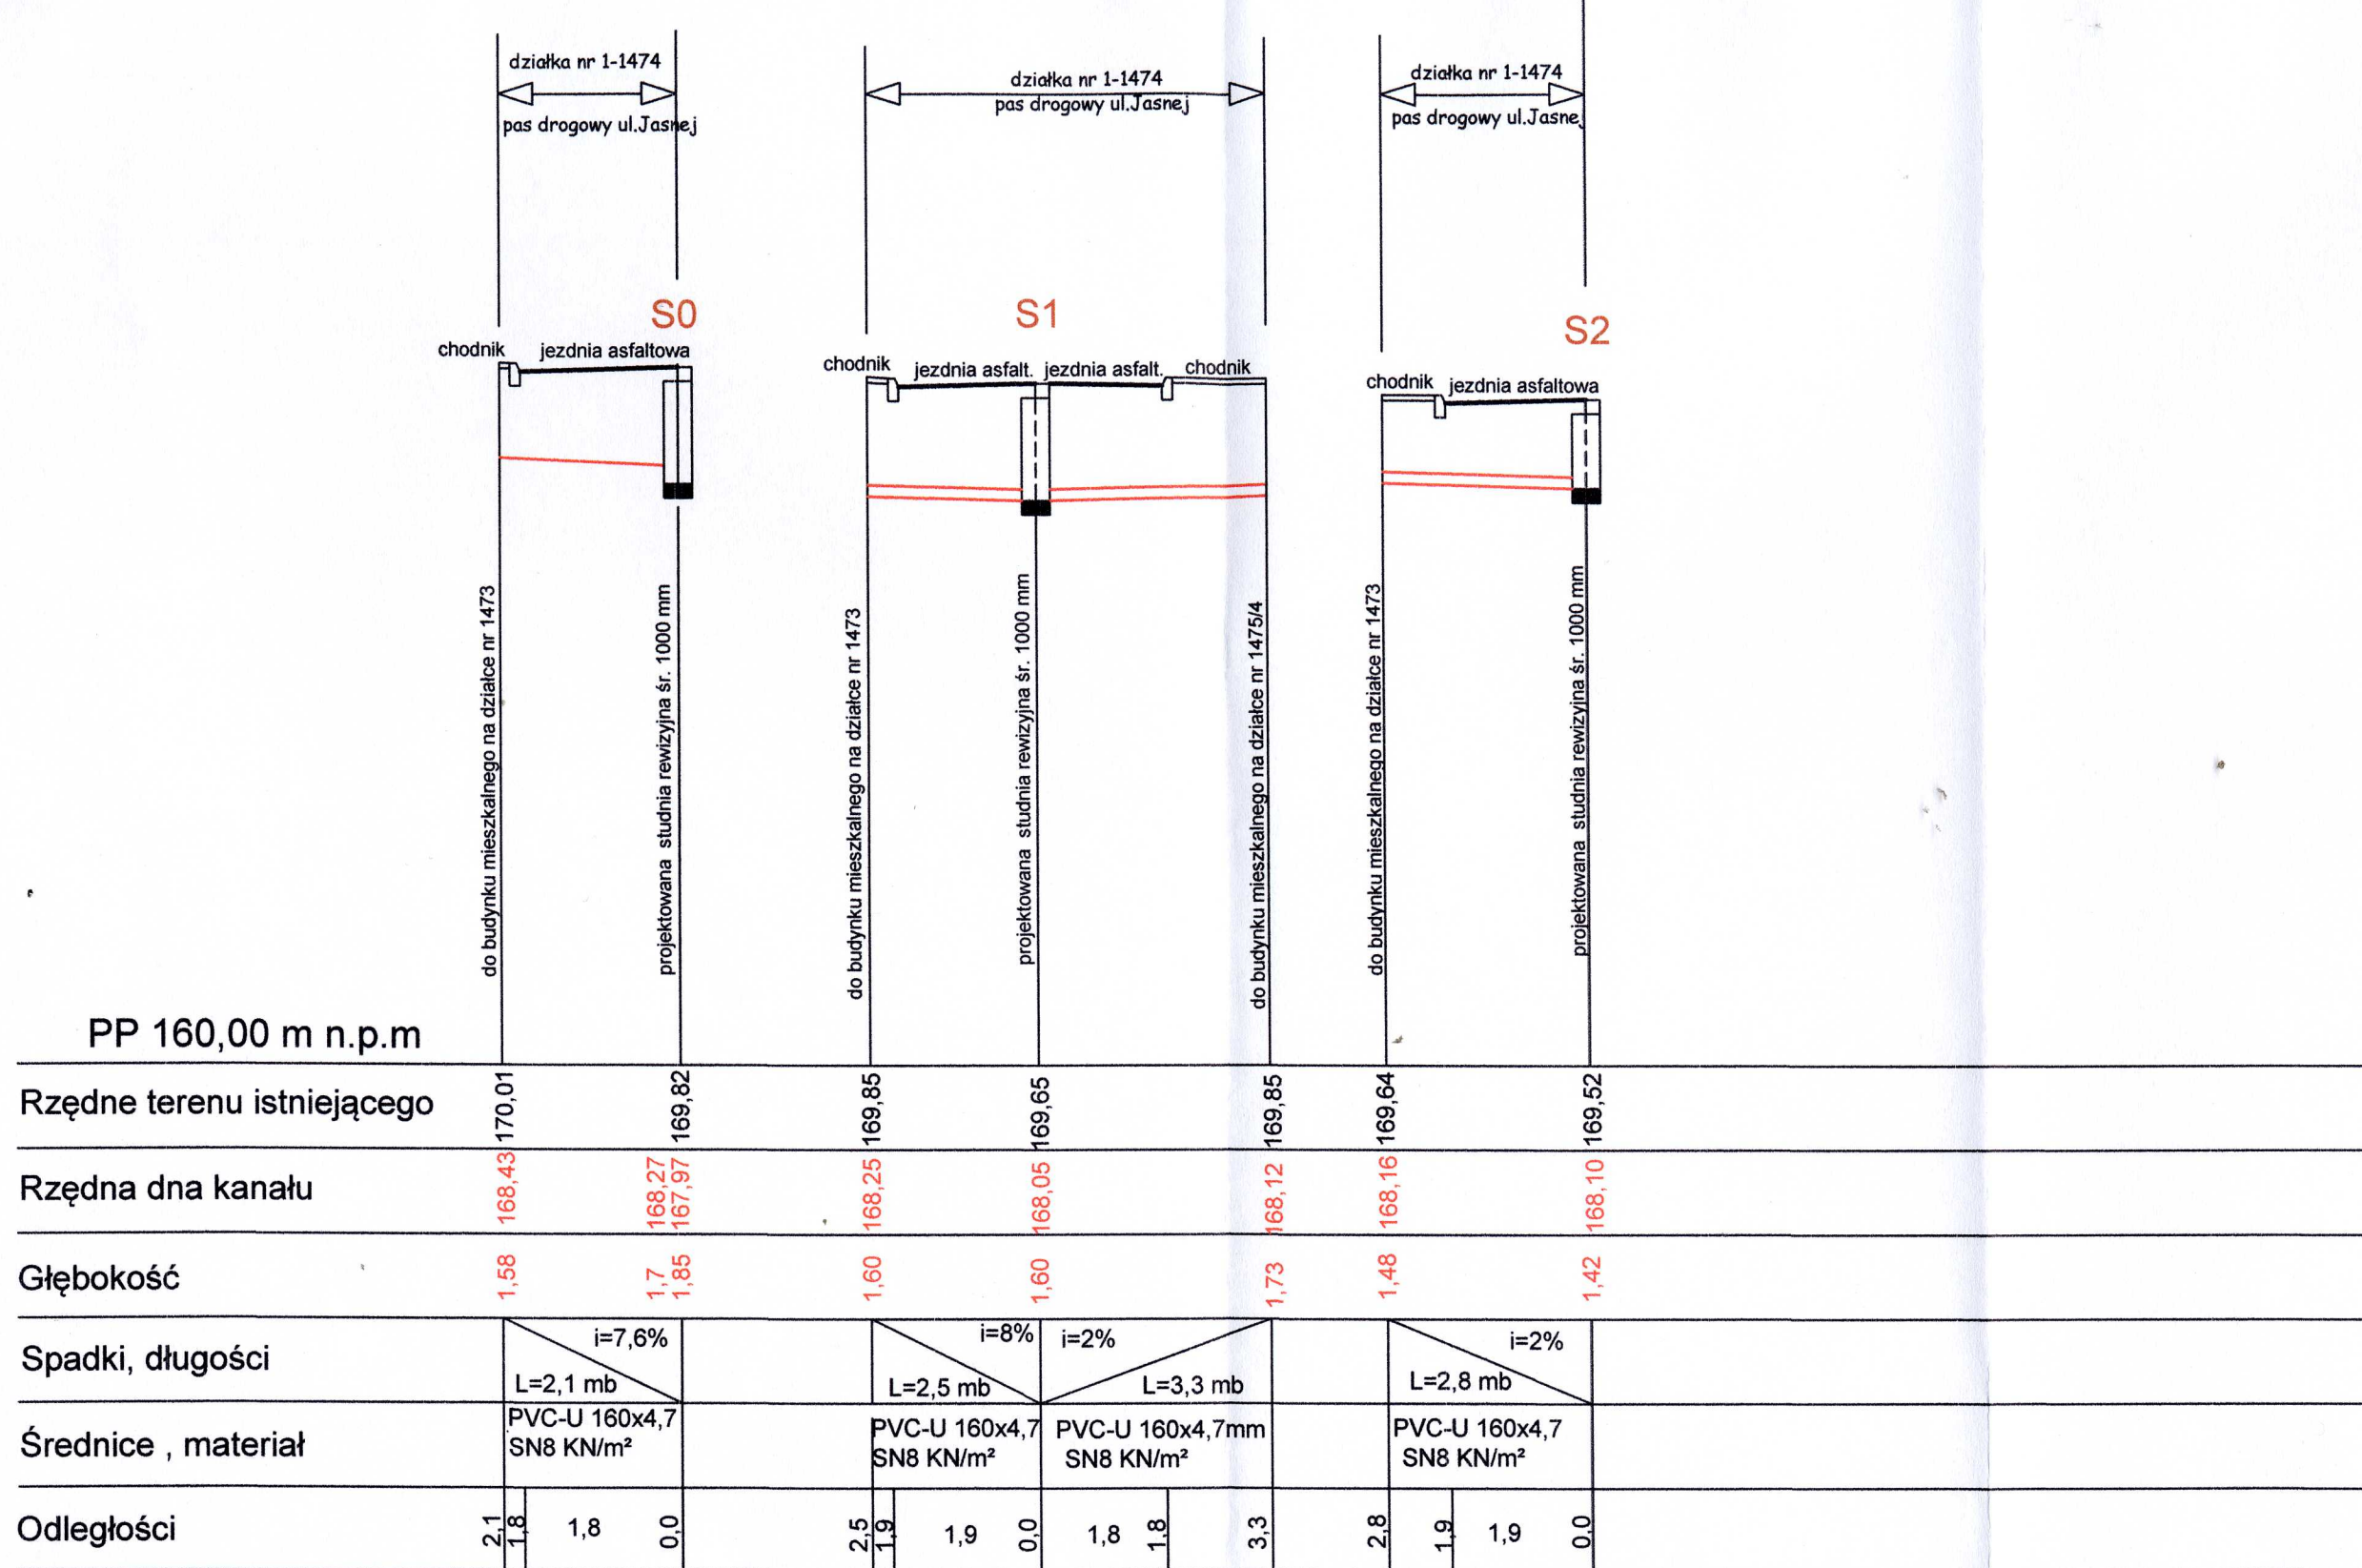 działka nr 1-1474
pas drogowy ul.Jasnej
działka nr 1-1474
pas drogowy ul.Jasnej
działka nr 1-1474
pas drogowy ul.Jasnej
S0
S1
S2
chodnik jezdnia asfaltowa
chodnik jezdnia asfalt. jezdnia asfalt. chodnik
chodnik jezdnia asfaltowa
do budynku mieszkalnego na działce nr 1473
projektowana studnia rewizyjna śr. 1000 mm
do budynku mieszkalnego na działce nr 1473
projektowana studnia rewizyjna śr. 1000 mm
do budynku mieszkalnego na działce nr 1475/4
do budynku mieszkalnego na działce nr 1473
projektowana studnia rewizyjna śr. 1000 mm
PP 160,00 m n.p.m
Rzędne terenu istniejącego 170,01 169,82 169,85 169,65 169,85 169,64 169,52
Rzędna dna kanału 168,43 168,27 167,97 168,25 168,05 168,12 168,16 168,10
Głębokość 1,58 1,7 1,85 1,60 1,60 1,73 1,48 1,42
Spadki, długości
i=7,6%
L=2,1 mb
i=8%
L=2,5 mb
i=2%
L=3,3 mb
i=2%
L=2,8 mb
Średnice , materiał
PVC-U 160x4,7
SN8 KN/m²
PVC-U 160x4,7
SN8 KN/m²
PVC-U 160x4,7mm
SN8 KN/m²
PVC-U 160x4,7
SN8 KN/m²
Odległości 2,1 1,8 1,8 0,0 2,5 1,9 1,9 0,0 1,8 1,8 3,3 2,8 1,9 1,9 0,0